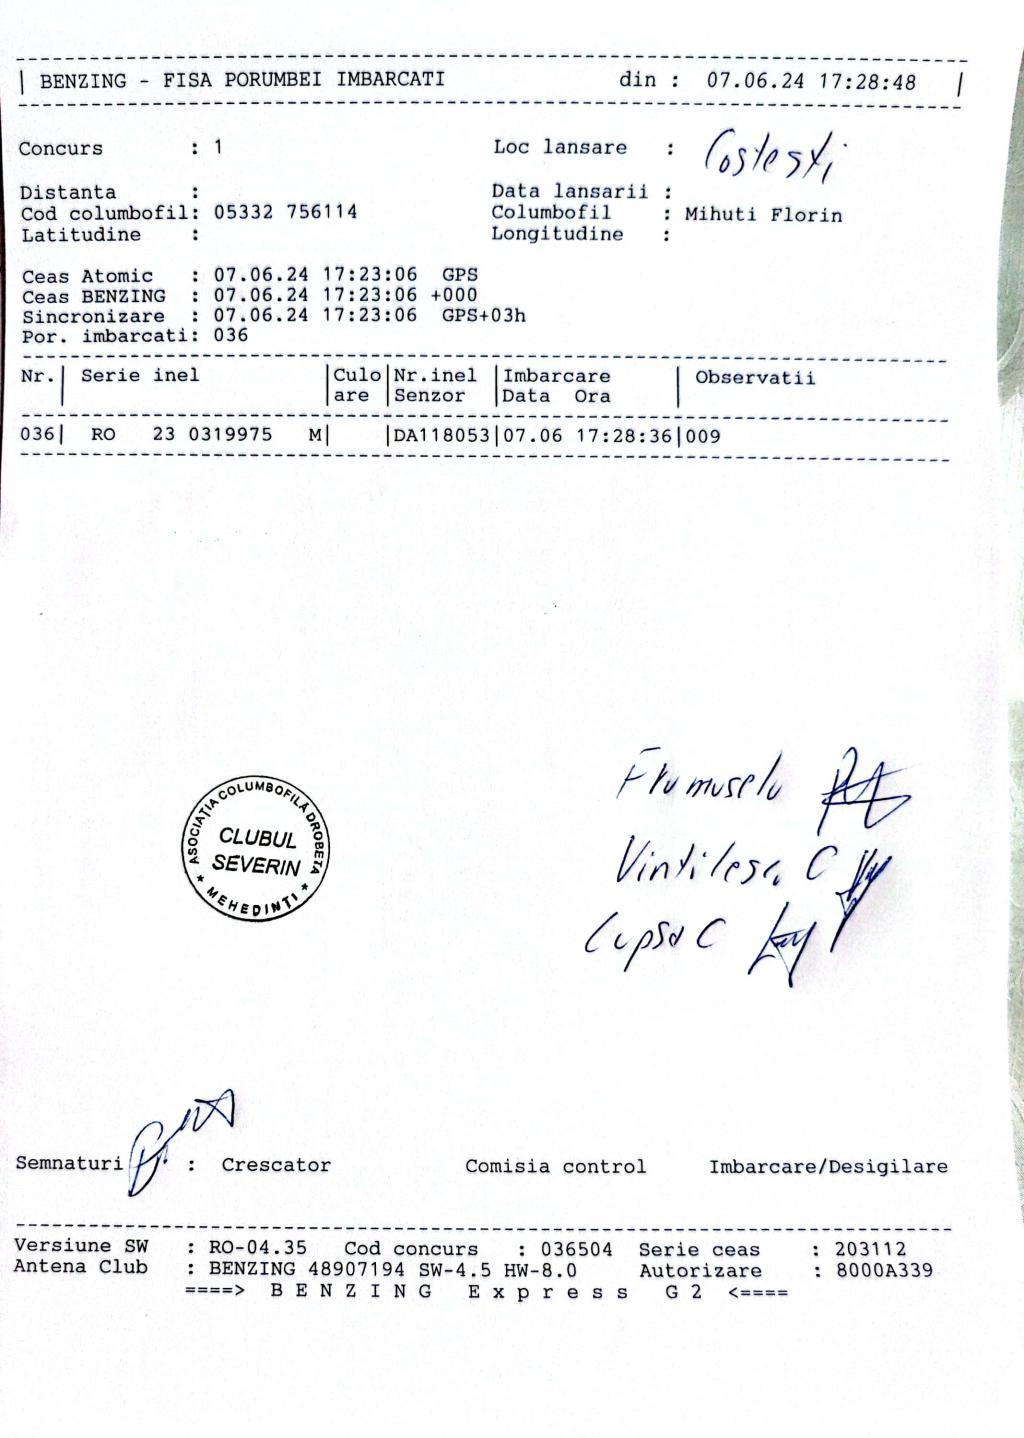 | BENZING - FISA PORUMBEI IMBARCATI din : 07.06.24 17:28:48 |
Concurs : 1 Loc lansare : Costesti
Distanta : Data lansarii :
Cod columbofil: 05332 756114 Columbofil : Mihuti Florin
Latitudine : Longitudine :
Ceas Atomic : 07.06.24 17:23:06 GPS
Ceas BENZING : 07.06.24 17:23:06 +000
Sincronizare : 07.06.24 17:23:06 GPS+03h
Por. imbarcati: 036
Nr.| Serie inel |Culo|Nr.inel |Imbarcare | Observatii
|are |Senzor |Data Ora |
036| RO 23 0319975 M| |DA118053|07.06 17:28:36|009
ASOCIAŢIA COLUMBOFILĂ DROBETA
CLUBUL
SEVERIN
* MEHEDINTI *
Frumuselu
Vintilescu C
Lupsa C
Semnaturi : Crescator Comisia control Imbarcare/Desigilare
Versiune SW : RO-04.35 Cod concurs : 036504 Serie ceas : 203112
Antena Club : BENZING 48907194 SW-4.5 HW-8.0 Autorizare : 8000A339
====> B E N Z I N G E x p r e s s G 2 <====